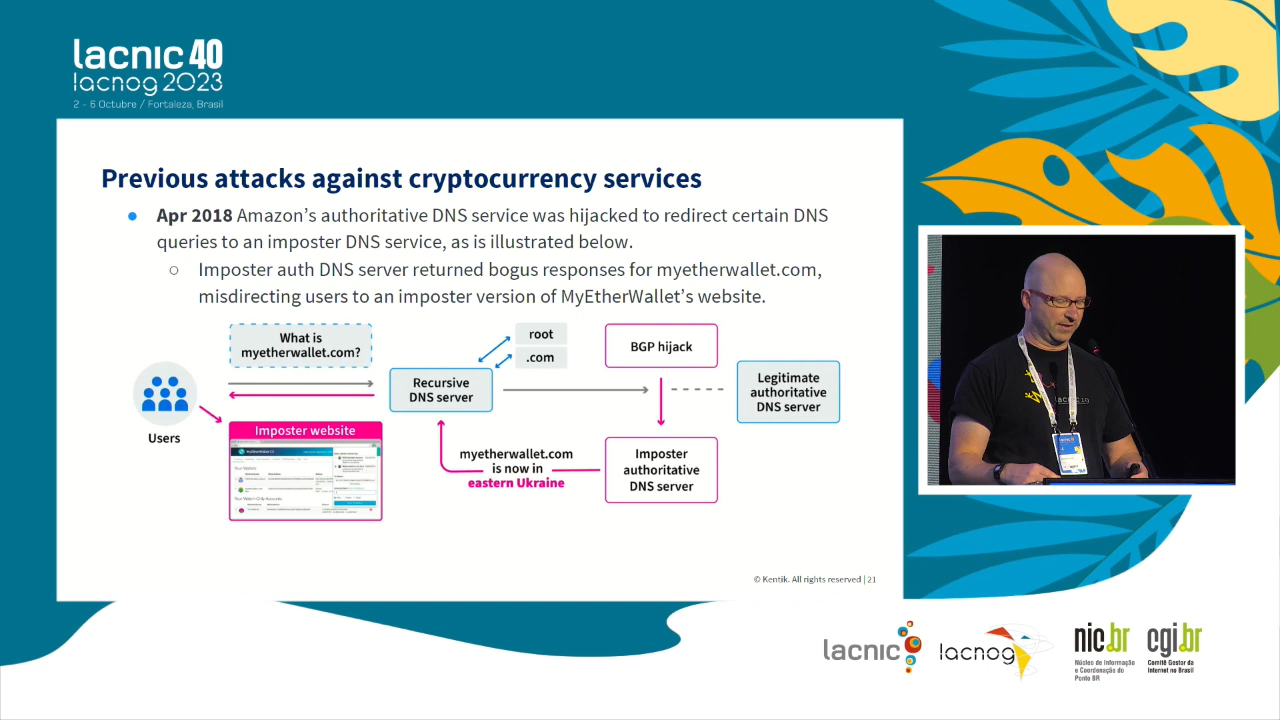 lacnic 40
lacnog 2023
2 - 6 Octubre / Fortaleza, Brasil
Previous attacks against cryptocurrency services
Apr 2018 Amazon's authoritative DNS service was hijacked to redirect certain DNS
queries to an imposter DNS service, as is illustrated below.
Imposter auth DNS server returned bogus responses for myetherwallet.com,
misdirecting users to an imposter version of MyEtherWallet's website.
What is
myetherwallet.com?
root
.com
BGP hijack
Recursive
DNS server
Legitimate
authoritative
DNS server
Users
Imposter website
myetherwallet.com
is now in
eastern Ukraine
Imposter
authoritative
DNS server
© Kentik. All rights reserved | 21
lacnic
lacnog
nic.br
Núcleo de Informação
e Coordenação do
Ponto BR
cgi.br
Comitê Gestor da
Internet no Brasil